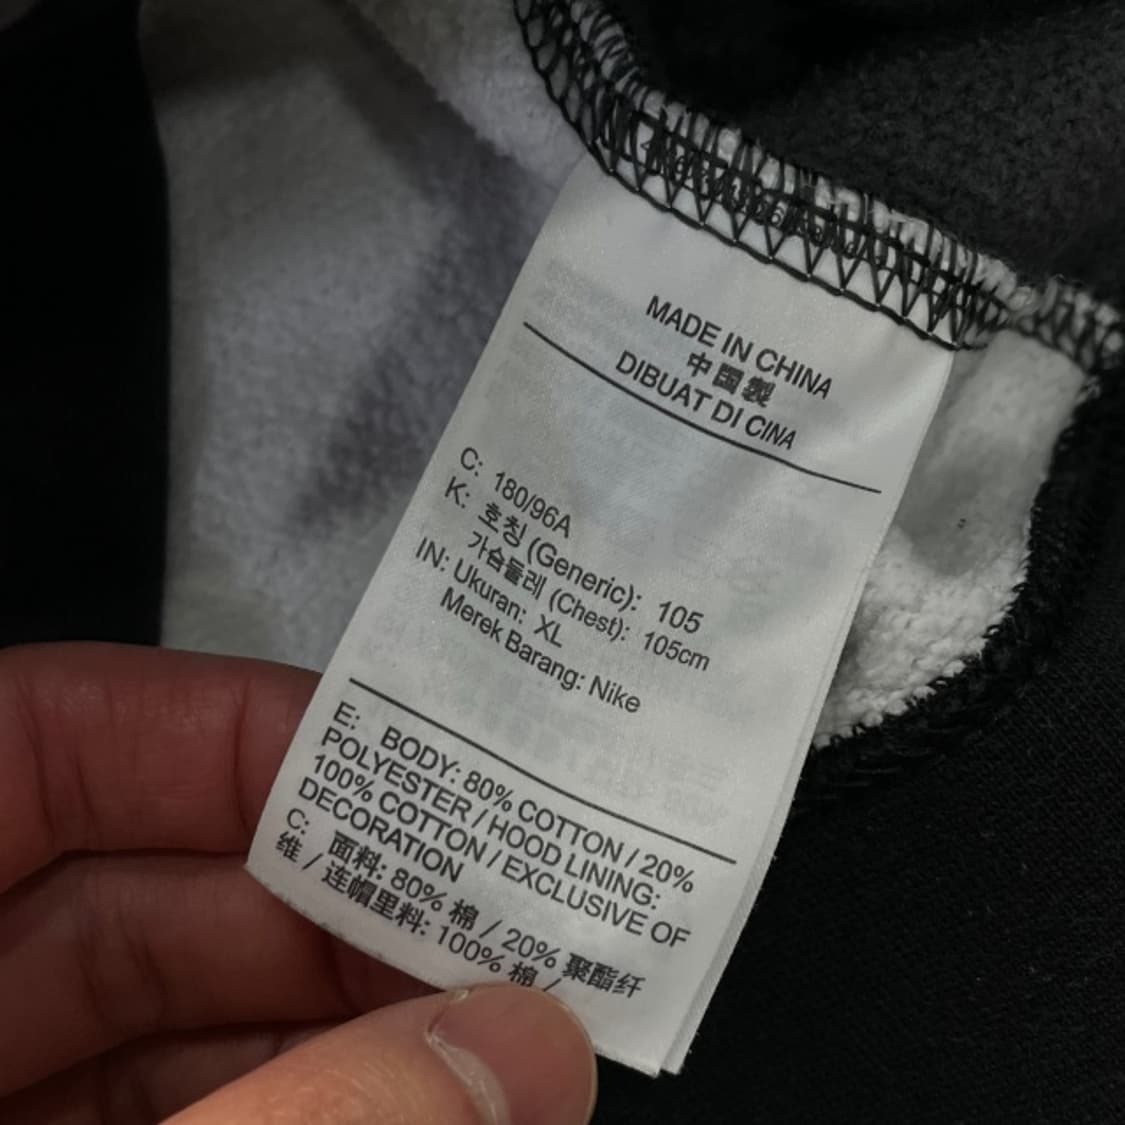 MADE IN CHINA
中国製
DIBUAT DI CINA
C: 180/96A
K: 호칭 (Generic): 105
가슴둘레 (Chest): 105cm
IN: Ukuran: XL
Merek Barang: Nike
E: BODY: 80% COTTON / 20%
POLYESTER / HOOD LINING:
100% COTTON / EXCLUSIVE OF
DECORATION
C: 面料: 80% 棉 / 20% 聚酯纤
维 / 连帽里料: 100% 棉 /